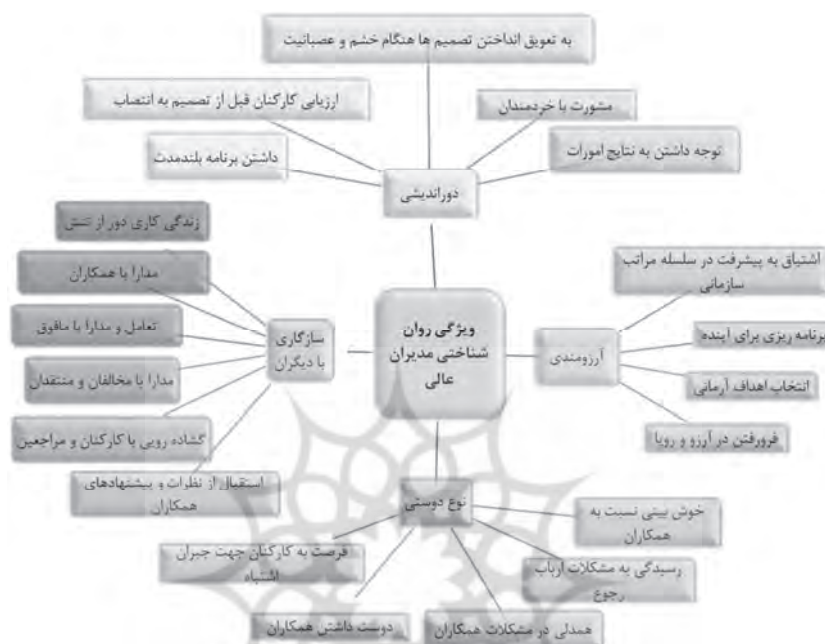 به تعویق انداختن تصمیم ها هنگام خشم و عصبانیت
ارزیابی کارکنان قبل از تصمیم به انتصاب
مشورت با خردمندان
داشتن برنامه بلندمدت
توجه داشتن به نتایج امورات
دوراندیشی
زندگی کاری دور از تنش
مدارا با همکاران
تعامل و مدارا با مافوق
مدارا با مخالفان و منتقدان
گشاده رویی با کارکنان و مراجعین
استقبال از نظرات و پیشنهادهای
همکاران
سازگاری
با دیگران
ویژگی روان
شناختی مدیران
عالی
آرزومندی
اشتیاق به پیشرفت در سلسله مراتب
سازمانی
برنامه ریزی برای آینده
انتخاب اهداف آرمانی
فرورفتن در آرزو و رویا
نوع دوستی
خوش بینی نسبت به
همکاران
رسیدگی به مشکلات ارباب
رجوع
همدلی در مشکلات همکاران
دوست داشتن همکاران
فرصت به کارکنان جهت جبران
اشتباه